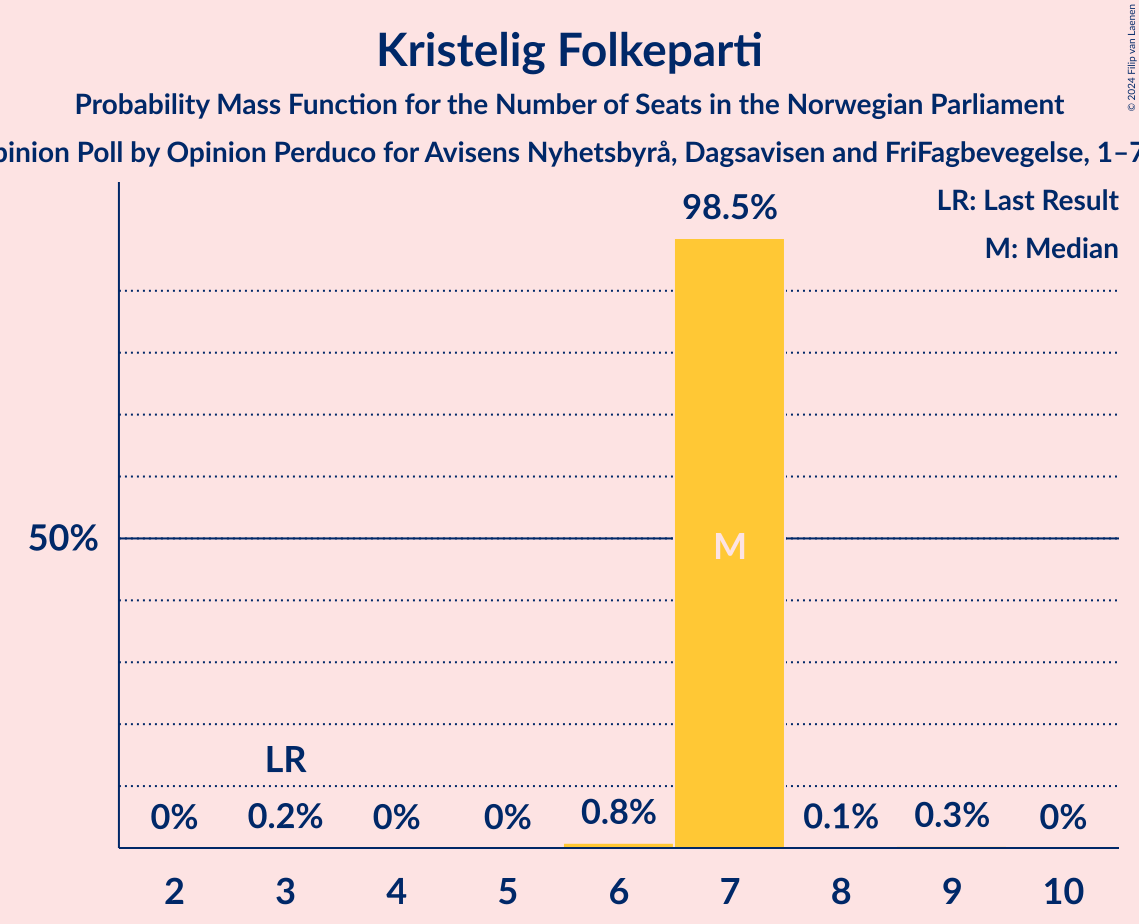 Kristelig Folkeparti
Probability Mass Function for the Number of Seats in the Norwegian Parliament
pinion Poll by Opinion Perduco for Avisens Nyhetsbyrå, Dagsavisen and FriFagbevegelse, 1–7
LR: Last Result
M: Median
98.5%
50%
M
LR
0% 0.2% 0% 0% 0.8% 0.1% 0.3% 0%
2 3 4 5 6 7 8 9 10
© 2024 Filip van Laenen